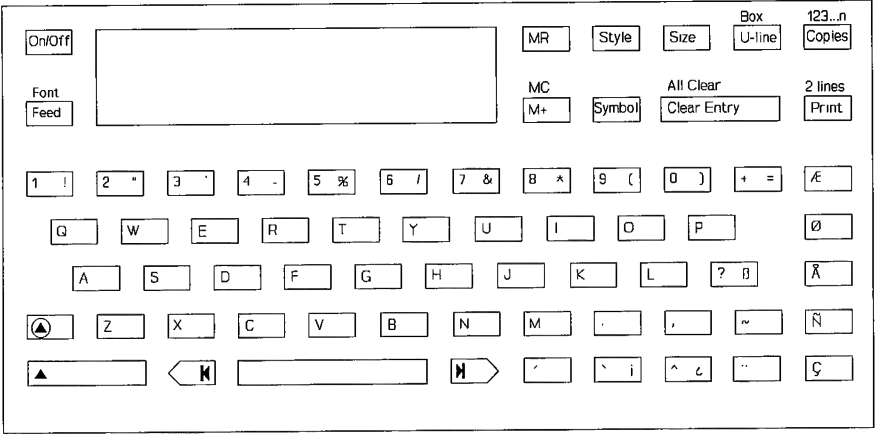 Box 123...n
On/Off MR Style Size U-line Copies
Font MC All Clear 2 lines
Feed M+ Symbol Clear Entry Print
1 ! 2 " 3 ' 4 - 5 % 6 / 7 & 8 * 9 ( 0 ) + = Æ
Q W E R T Y U I O P Ø
A S D F G H J K L ? ß Å
Z X C V B N M . , ~ Ñ
´ ` ¡ ^ ¿ ¨ Ç